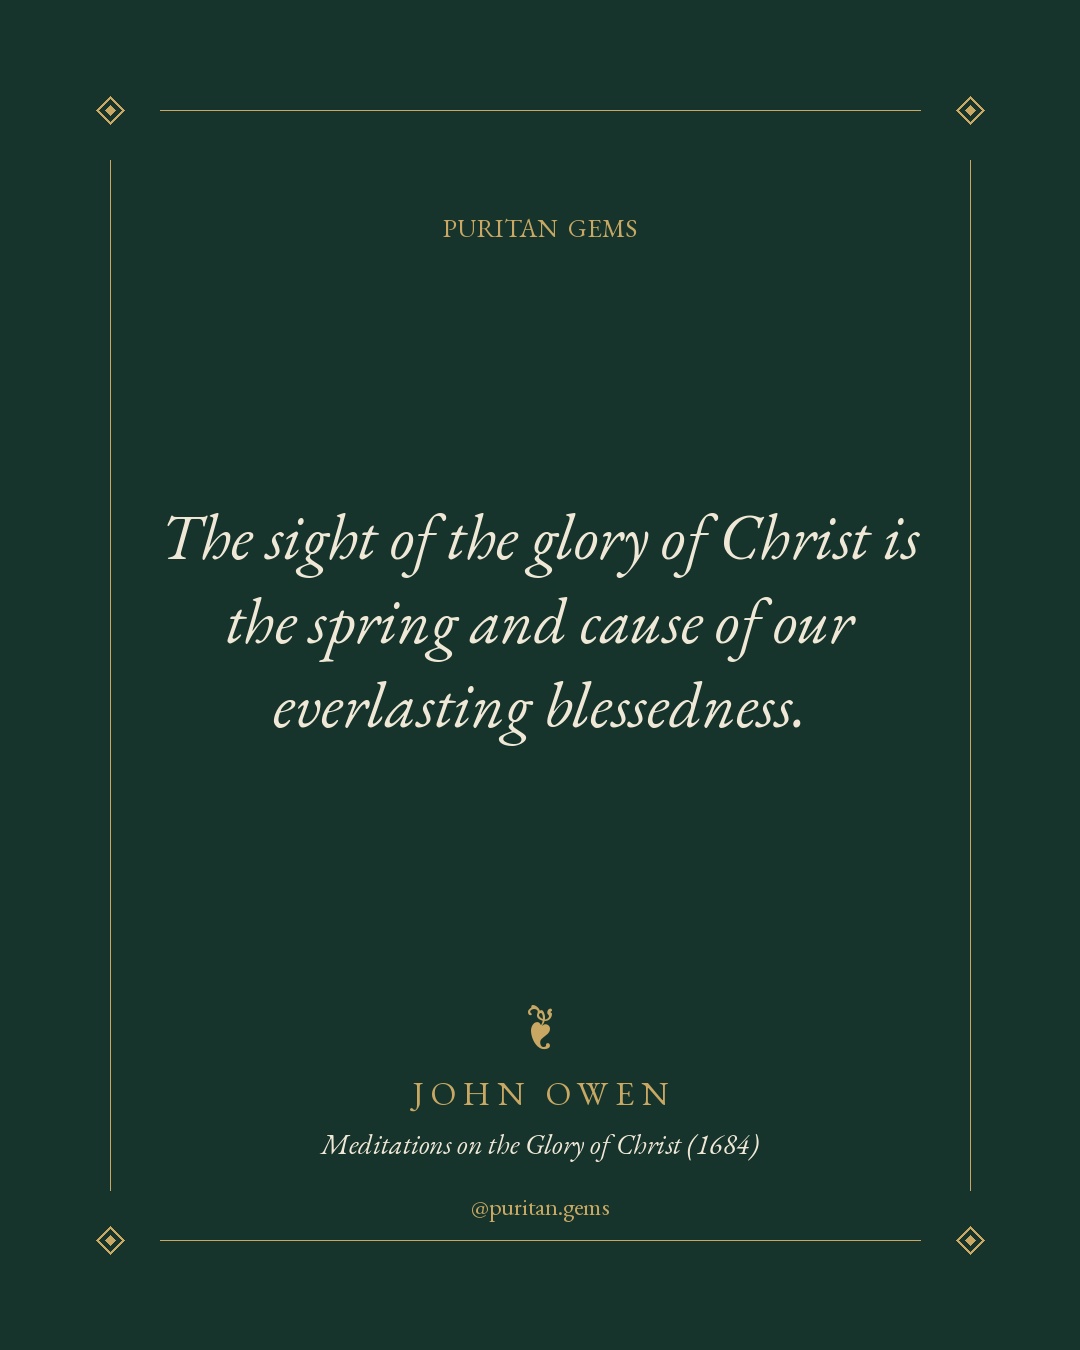 PURITAN GEMS
The sight of the glory of Christ is
the spring and cause of our
everlasting blessedness.
JOHN OWEN
Meditations on the Glory of Christ (1684)
@puritan.gems